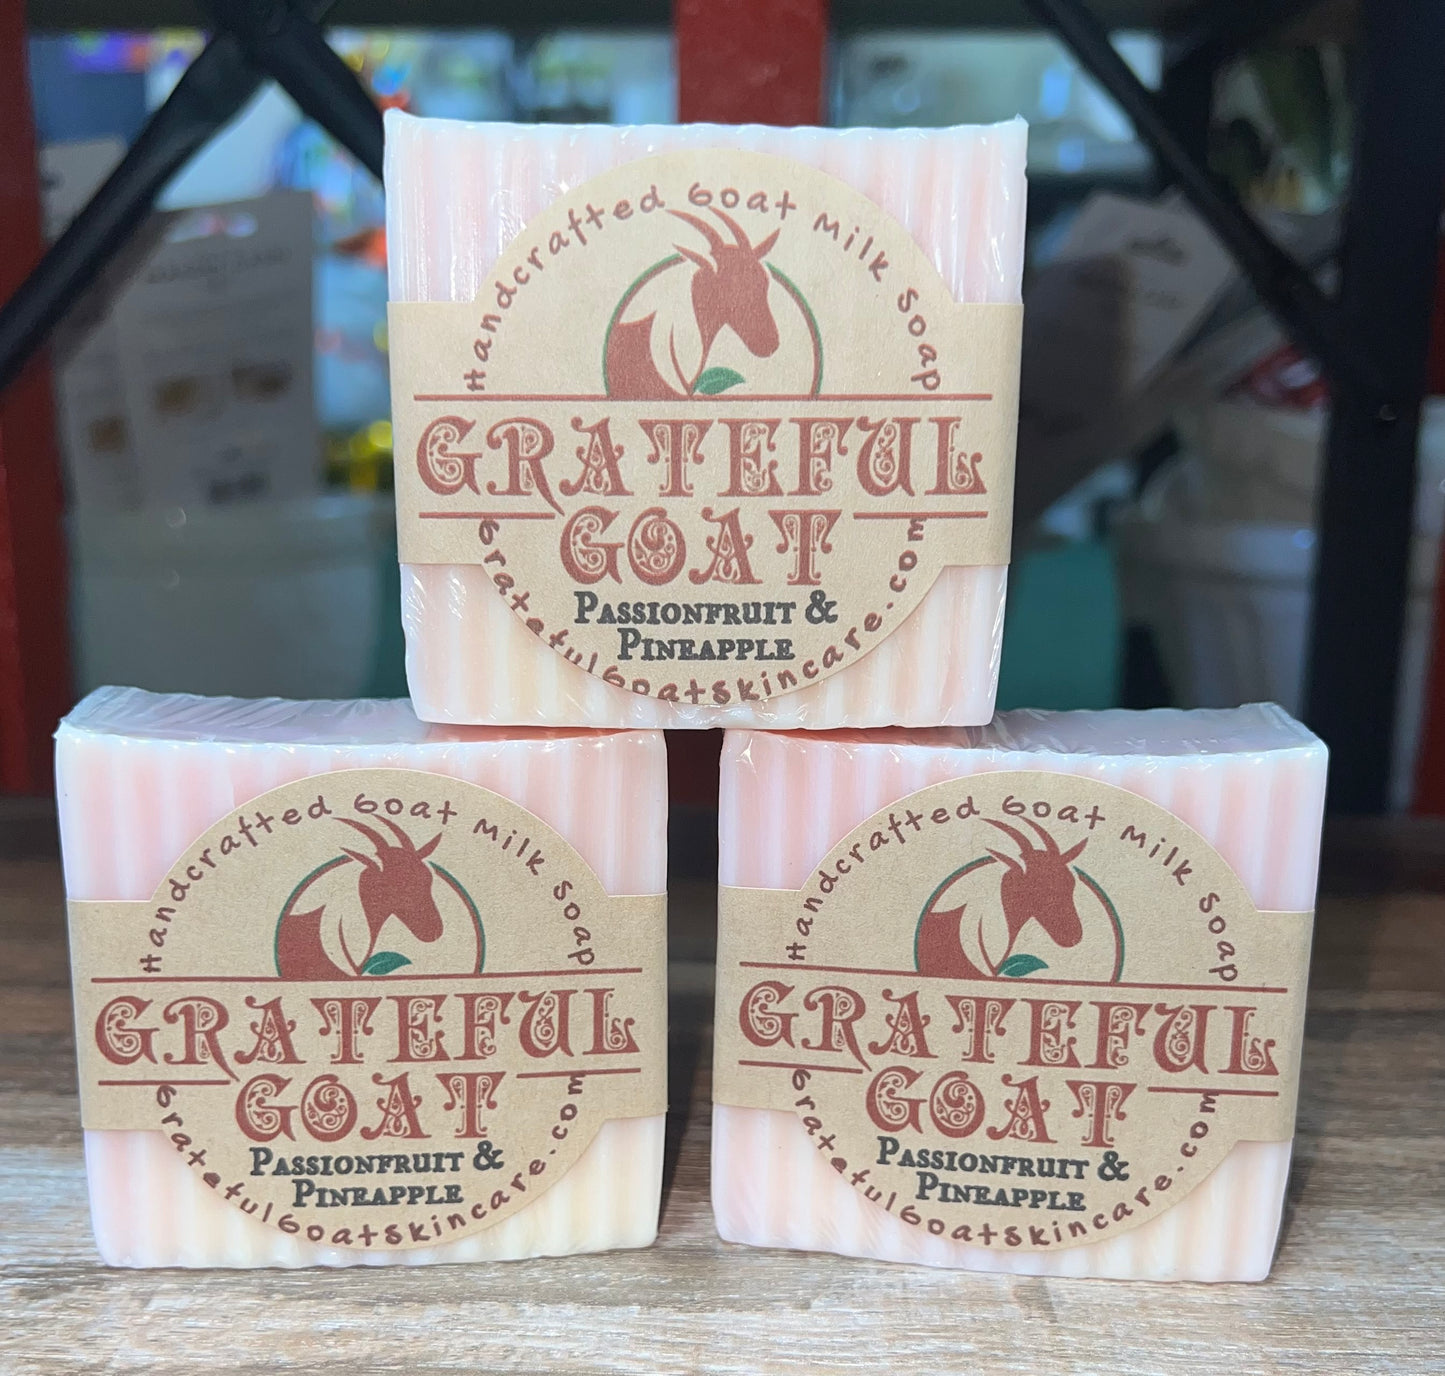 Handcrafted Goat Milk Soap
GRATEFUL
GOAT
PASSIONFRUIT &
PINEAPPLE
GratefulGoatSkincare.com
Handcrafted Goat Milk Soap
GRATEFUL
GOAT
PASSIONFRUIT &
PINEAPPLE
GratefulGoatSkincare.com
Handcrafted Goat Milk Soap
GRATEFUL
GOAT
PASSIONFRUIT &
PINEAPPLE
GratefulGoatSkincare.com